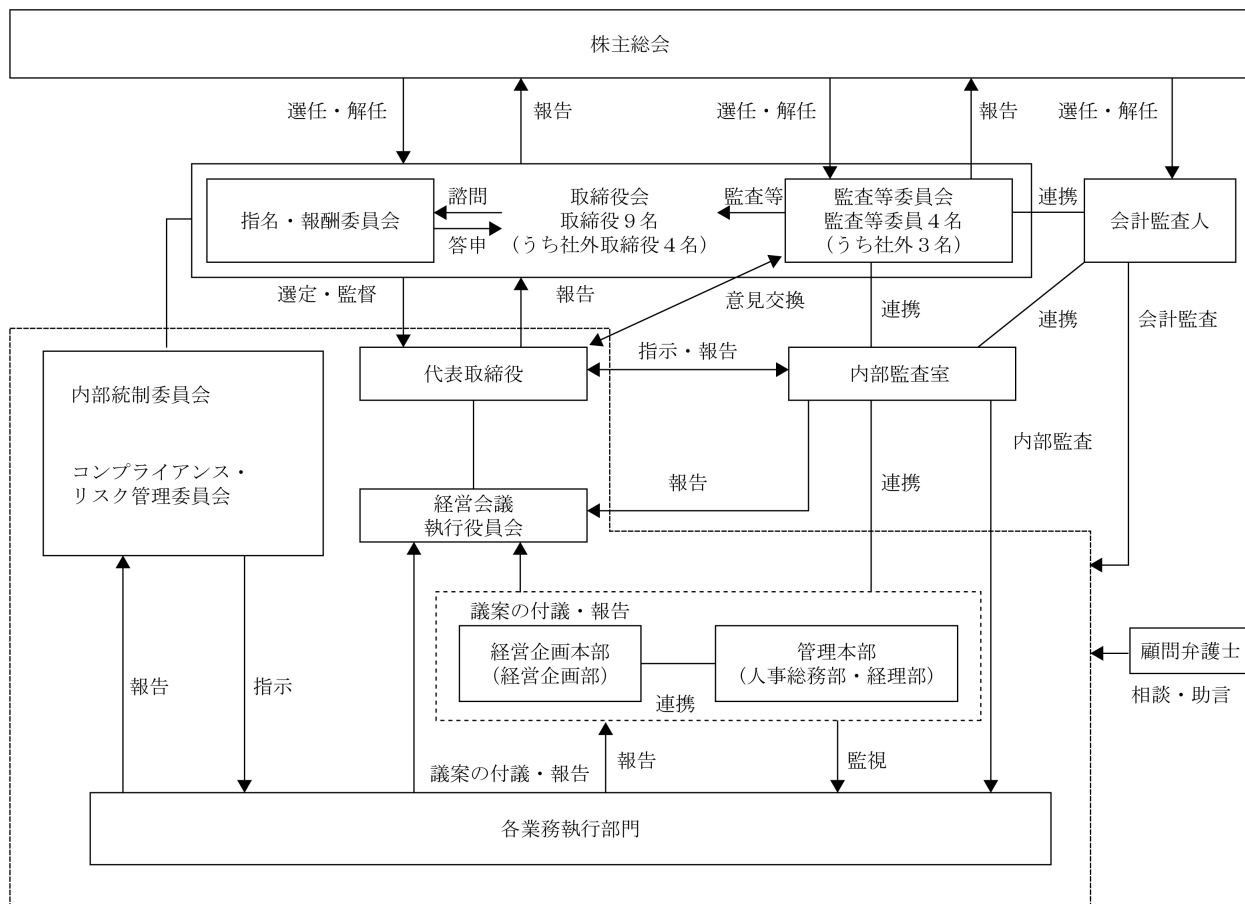 株主総会
選任・解任
報告
選任・解任
報告
選任・解任
指名・報酬委員会
諮問
答申
取締役会
取締役9名
（うち社外取締役4名）
監査等
監査等委員会
監査等委員4名
（うち社外3名）
連携
会計監査人
選定・監督
報告
意見交換
連携
連携
会計監査
内部統制委員会
コンプライアンス・
リスク管理委員会
代表取締役
指示・報告
内部監査室
内部監査
経営会議
執行役員会
報告
連携
議案の付議・報告
経営企画本部
（経営企画部）
管理本部
（人事総務部・経理部）
連携
顧問弁護士
相談・助言
報告
指示
議案の付議・報告
報告
監視
各業務執行部門